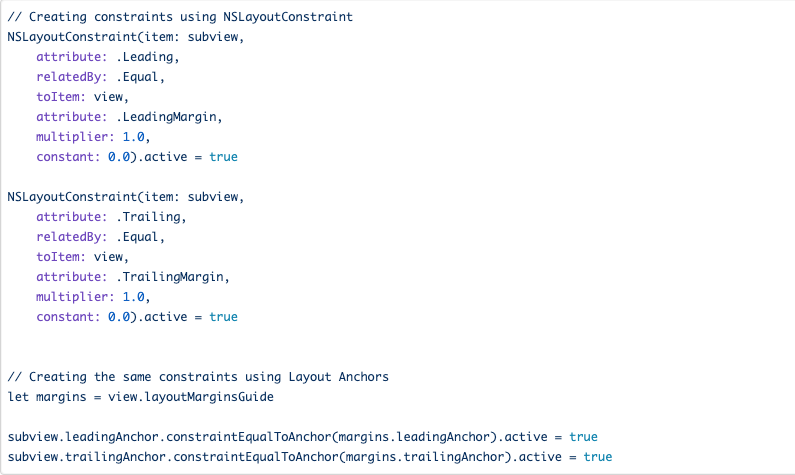 // Creating constraints using NSLayoutConstraint
NSLayoutConstraint(item: subview,
    attribute: .Leading,
    relatedBy: .Equal,
    toItem: view,
    attribute: .LeadingMargin,
    multiplier: 1.0,
    constant: 0.0).active = true

NSLayoutConstraint(item: subview,
    attribute: .Trailing,
    relatedBy: .Equal,
    toItem: view,
    attribute: .TrailingMargin,
    multiplier: 1.0,
    constant: 0.0).active = true


// Creating the same constraints using Layout Anchors
let margins = view.layoutMarginsGuide

subview.leadingAnchor.constraintEqualToAnchor(margins.leadingAnchor).active = true
subview.trailingAnchor.constraintEqualToAnchor(margins.trailingAnchor).active = true